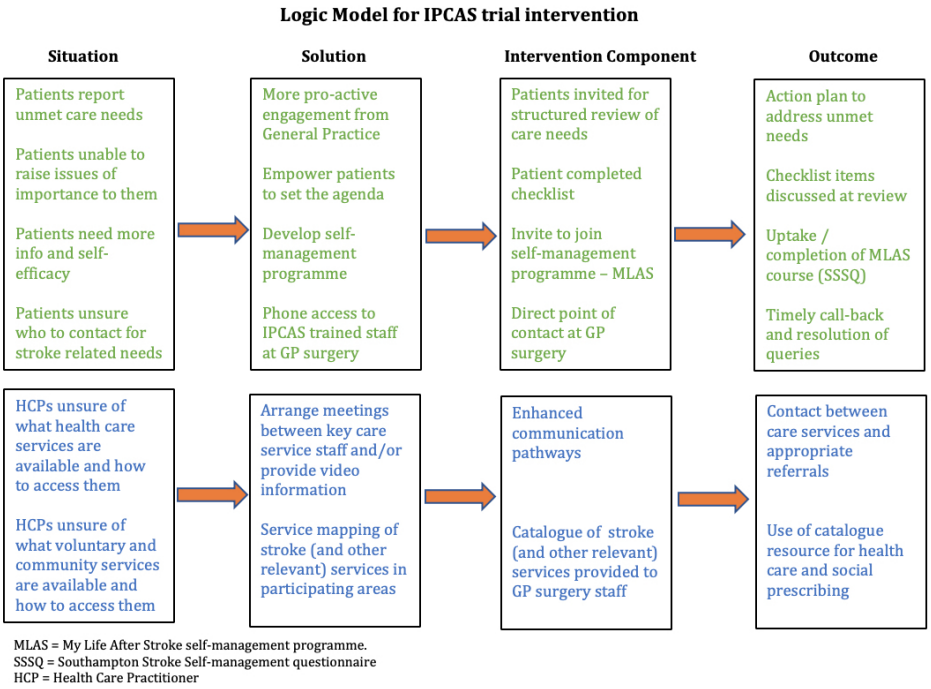 Logic Model for IPCAS trial intervention
Situation
Solution
Intervention Component
Outcome
Patients report
unmet care needs
Patients unable to
raise issues of
importance to them
Patients need more
info and self-
efficacy
Patients unsure
who to contact for
stroke related needs
More pro-active
engagement from
General Practice
Empower patients
to set the agenda
Develop self-
management
programme
Phone access to
IPCAS trained staff
at GP surgery
Patients invited for
structured review of
care needs
Patient completed
checklist
Invite to join
self-management
programme – MLAS
Direct point of
contact at GP
surgery
Action plan to
address unmet
needs
Checklist items
discussed at review
Uptake /
completion of MLAS
course (SSSQ)
Timely call-back
and resolution of
queries
HCPs unsure of
what health care
services are
available and how
to access them
HCPs unsure of
what voluntary and
community services
are available and
how to access them
Arrange meetings
between key care
service staff and/or
provide video
information
Service mapping of
stroke (and other
relevant) services in
participating areas
Enhanced
communication
pathways
Catalogue of stroke
(and other relevant)
services provided to
GP surgery staff
Contact between
care services and
appropriate
referrals
Use of catalogue
resource for health
care and social
prescribing
MLAS = My Life After Stroke self-management programme.
SSSQ = Southampton Stroke Self-management questionnaire
HCP = Health Care Practitioner